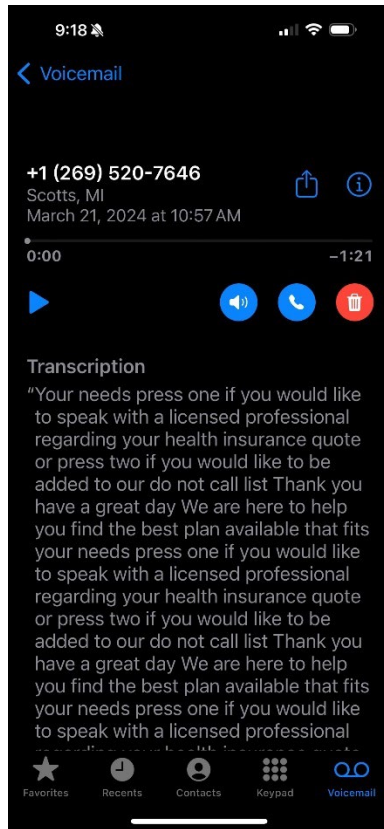 9:18
Voicemail
+1 (269) 520-7646
Scotts, MI
March 21, 2024 at 10:57 AM
0:00
−1:21
Transcription
“Your needs press one if you would like
to speak with a licensed professional
regarding your health insurance quote
or press two if you would like to be
added to our do not call list Thank you
have a great day We are here to help
you find the best plan available that fits
your needs press one if you would like
to speak with a licensed professional
regarding your health insurance quote
or press two if you would like to be
added to our do not call list Thank you
have a great day We are here to help
you find the best plan available that fits
your needs press one if you would like
to speak with a licensed professional
regarding your health insurance quote
Favorites
Recents
Contacts
Keypad
Voicemail